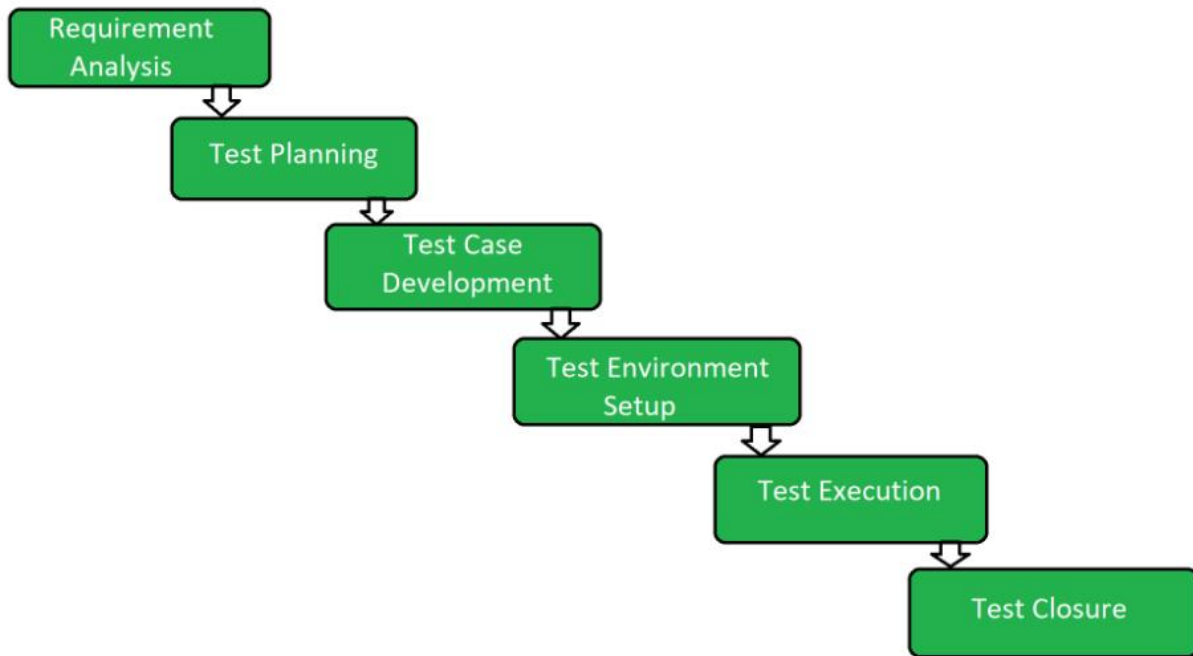 Requirement
Analysis
Test Planning
Test Case
Development
Test Environment
Setup
Test Execution
Test Closure